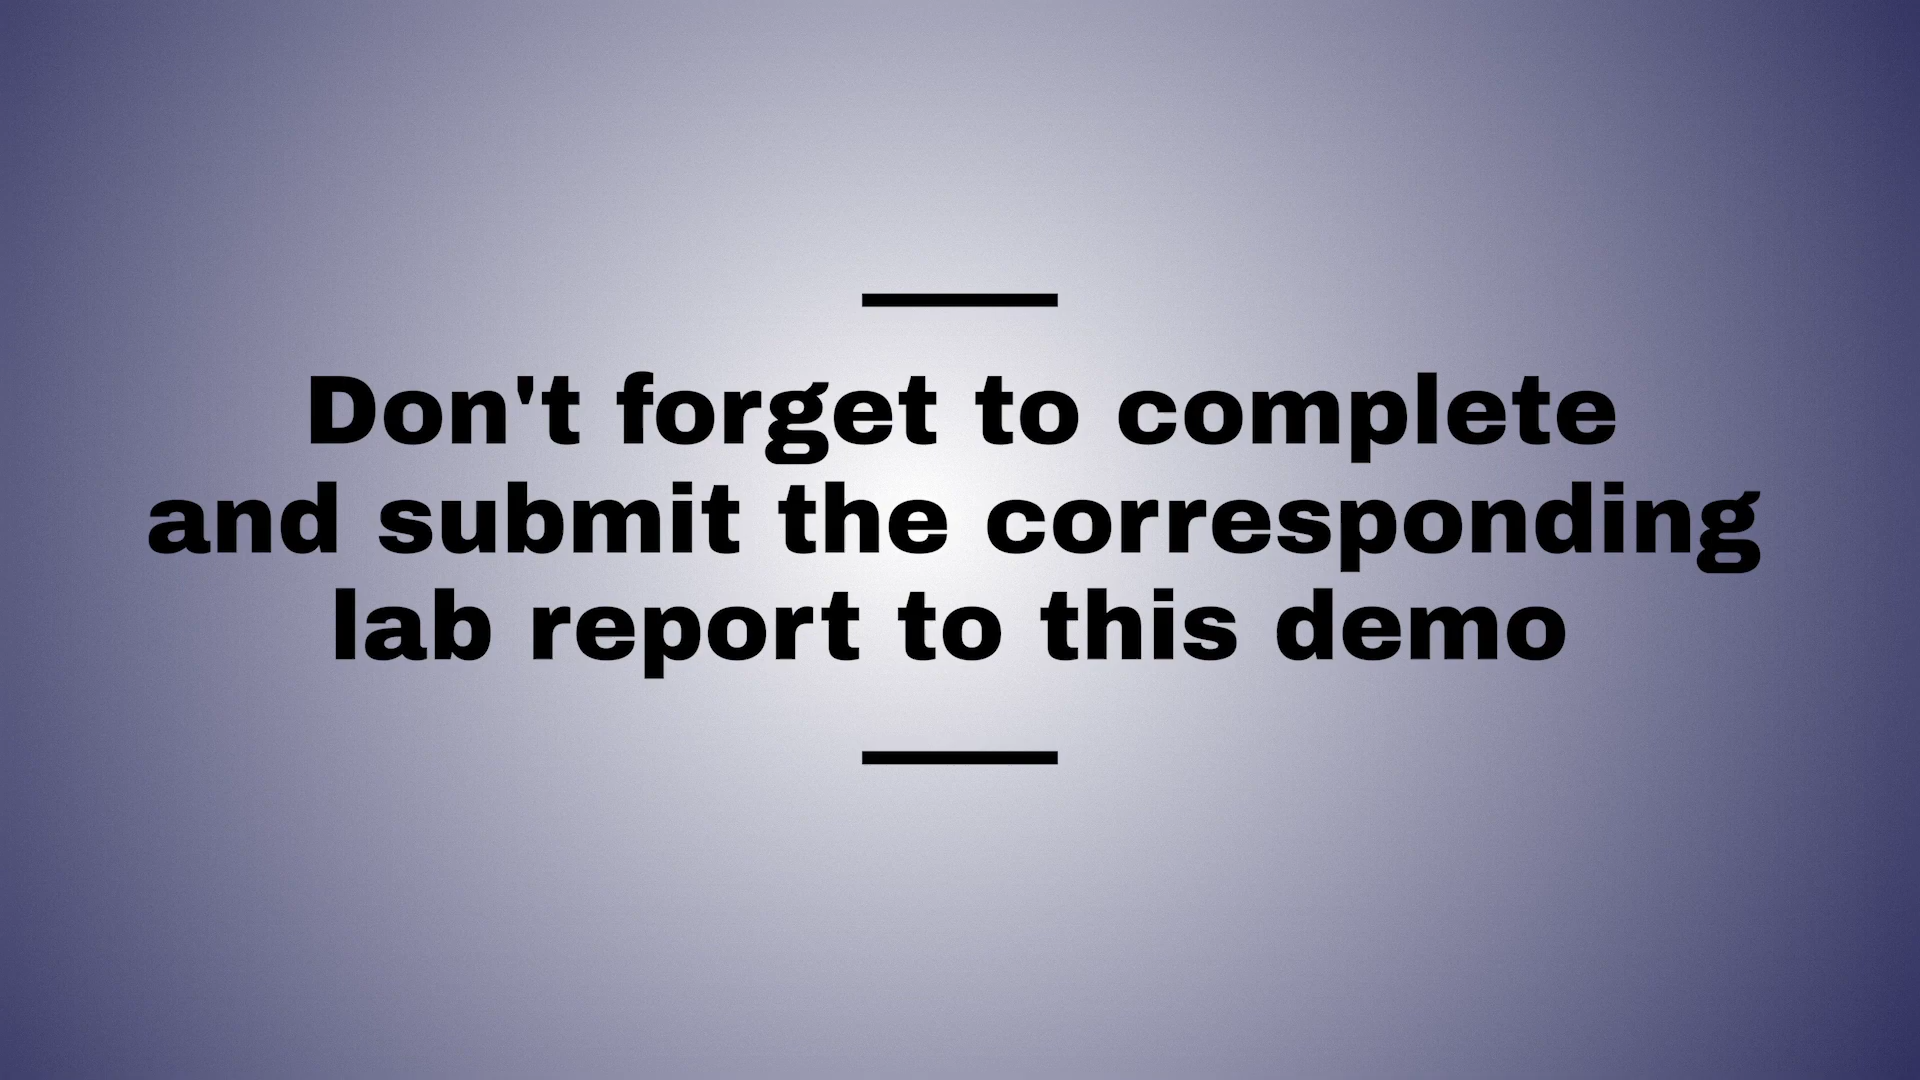 Don't forget to complete
and submit the corresponding
lab report to this demo